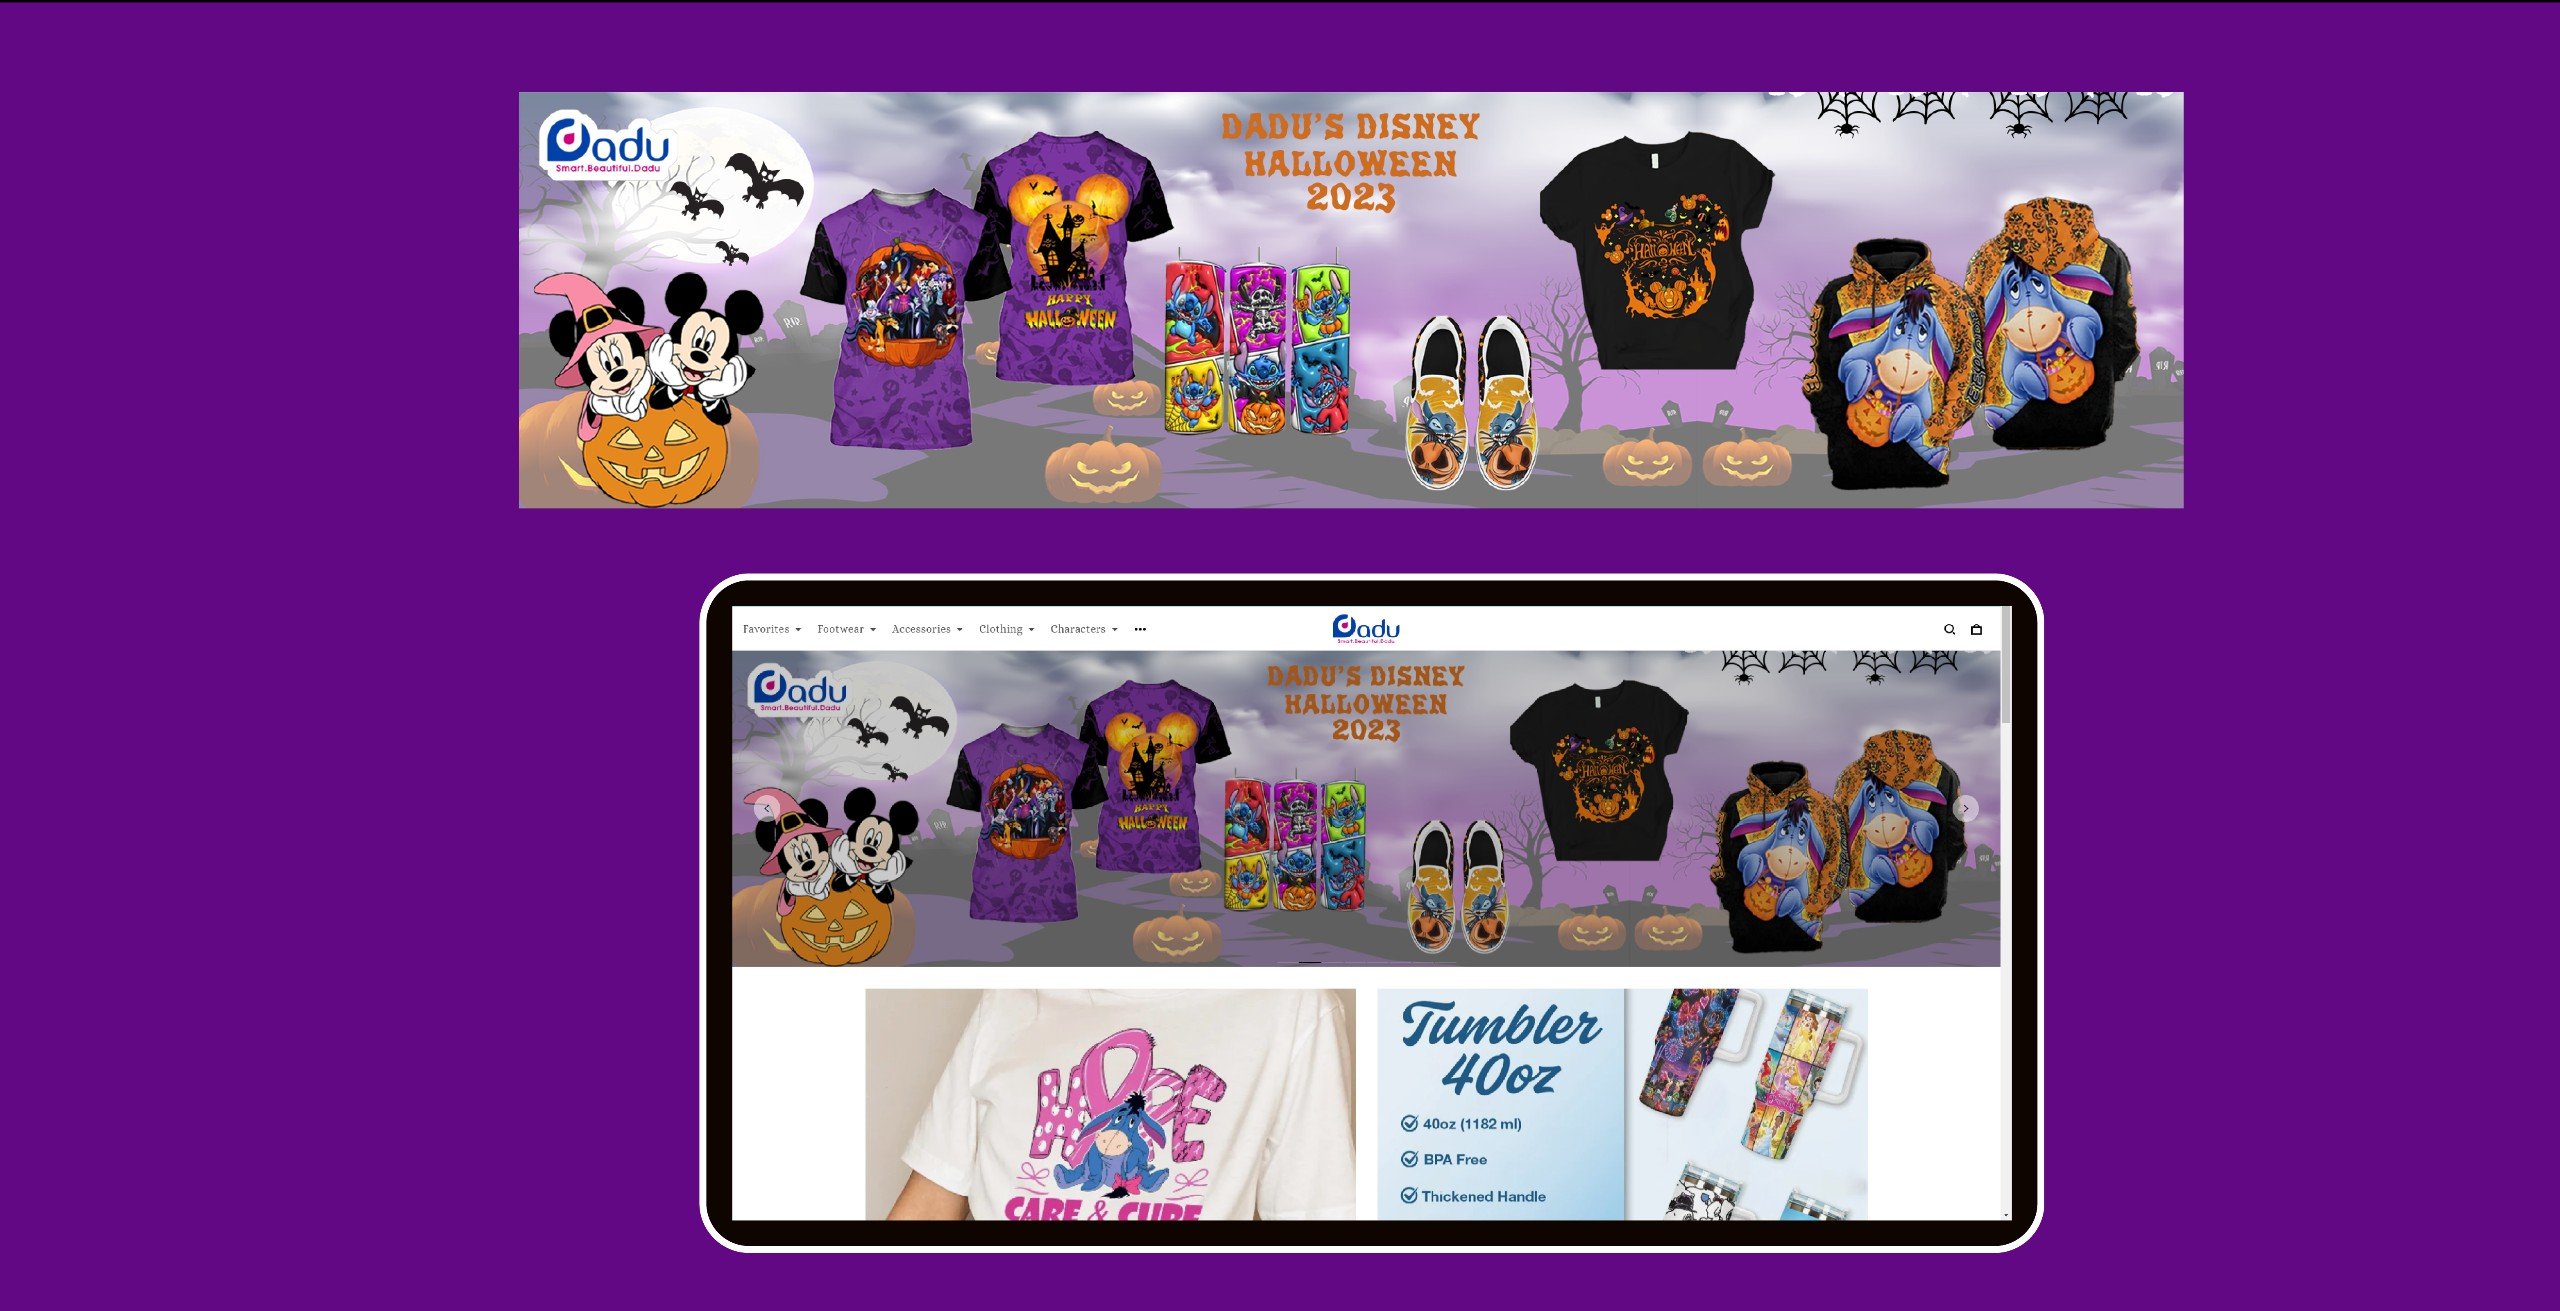 Dadu
Smart.Beautiful.Dadu
DADU'S DISNEY
HALLOWEEN
2023
HAPPY
HALLOWEEN
HALLOWEEN
R.I.P.
Favorites
Footwear
Accessories
Clothing
Characters
Dadu
Smart.Beautiful.Dadu
Dadu
Smart.Beautiful.Dadu
DADU'S DISNEY
HALLOWEEN
2023
HAPPY
HALLOWEEN
HALLOWEEN
HOPE
CARE & CURE
Tumbler
40oz
40oz (1182 ml)
BPA Free
Thickened Handle